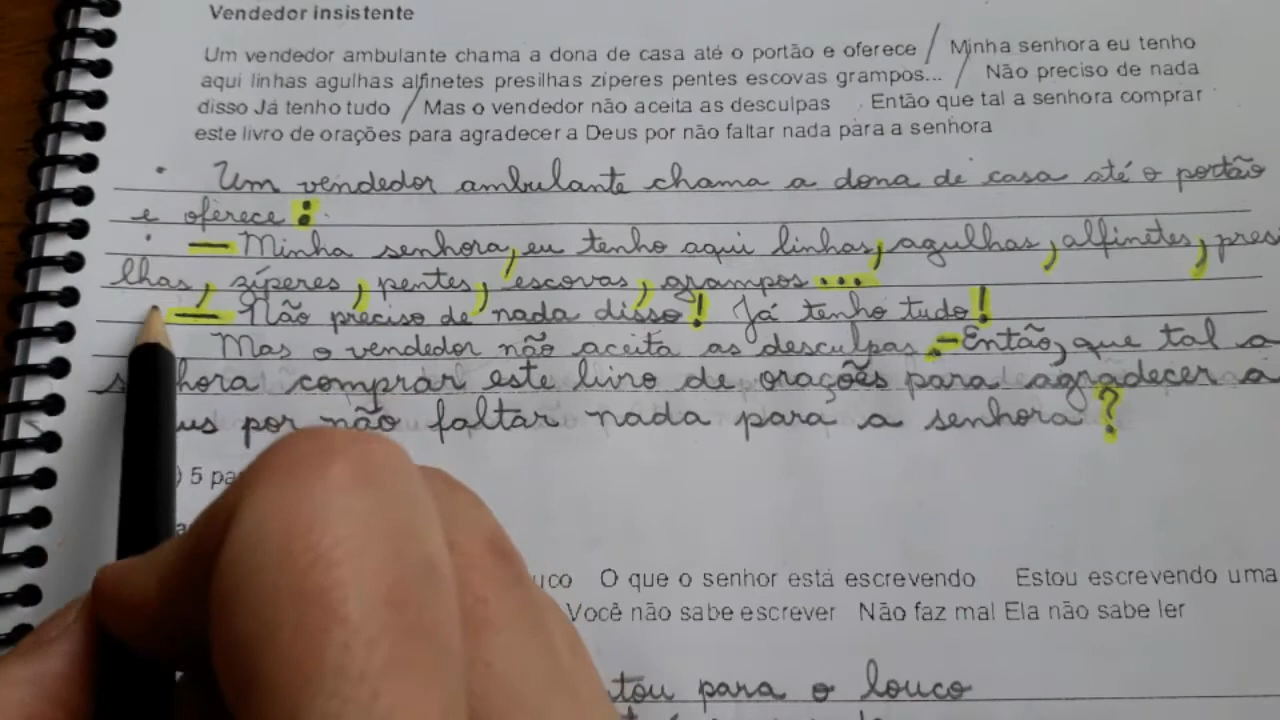 Vendedor insistente
Um vendedor ambulante chama a dona de casa até o portão e oferece / Minha senhora eu tenho
aqui linhas agulhas alfinetes presilhas zíperes pentes escovas grampos... / Não preciso de nada
disso Já tenho tudo / Mas o vendedor não aceita as desculpas Então que tal a senhora comprar
este livro de orações para agradecer a Deus por não faltar nada para a senhora
Um vendedor ambulante chama a dona de casa até o portão
e oferece:
— Minha senhora, eu tenho aqui linhas, agulhas, alfinetes, presi
lhas, zíperes, pentes, escovas, grampos...
— Não preciso de nada disso! Já tenho tudo!
Mas o vendedor não aceita as desculpas. — Então, que tal a
hora comprar este livro de orações para agradecer a
us por não faltar nada para a senhora?
) 5 pa
uco O que o senhor está escrevendo Estou escrevendo uma
Você não sabe escrever Não faz mal Ela não sabe ler
tou para o louco